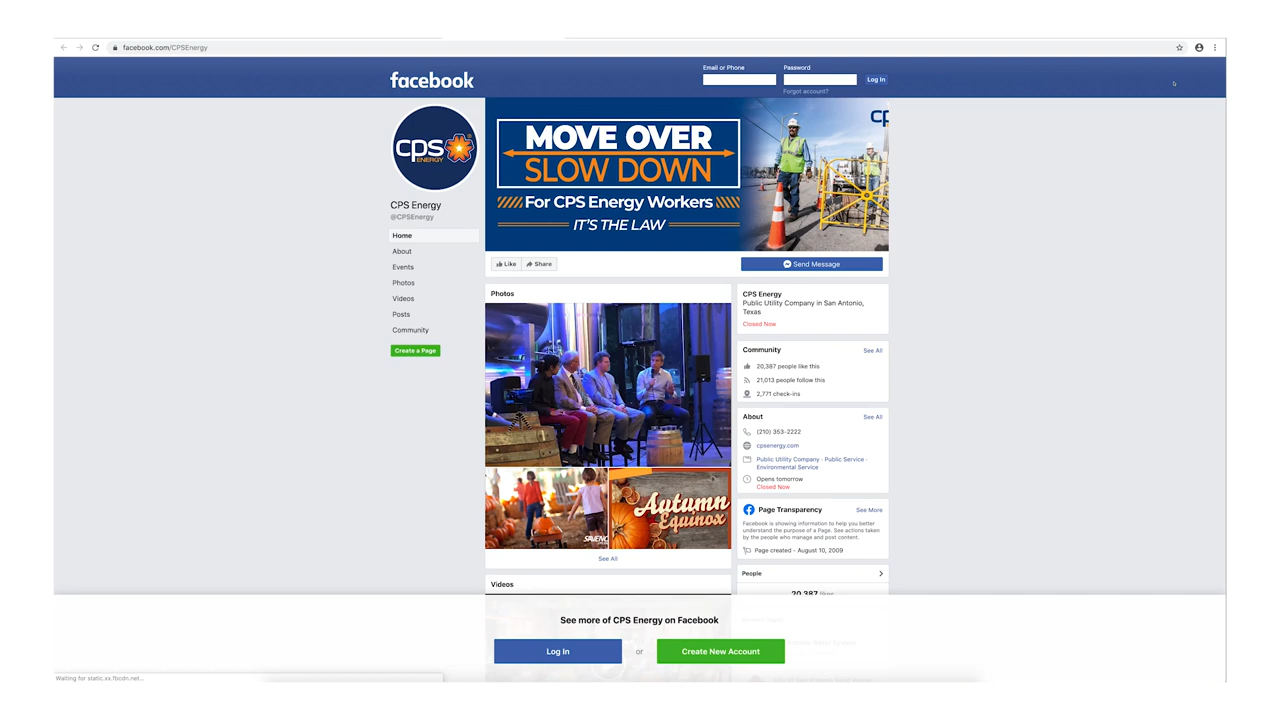 facebook.com/CPSEnergy
facebook
Email or Phone
Password
Log In
Forgot account?
cps
ENERGY
CPS Energy
@CPSEnergy
Home
About
Events
Photos
Videos
Posts
Community
Create a Page
MOVE OVER
SLOW DOWN
For CPS Energy Workers
IT'S THE LAW
cp
Like
Share
Send Message
Photos
Autumn
Equinox
See All
Videos
CPS Energy
Public Utility Company in San Antonio,
Texas
Closed Now
Community
See All
20,387 people like this
21,013 people follow this
2,771 check-ins
About
See All
(210) 353-2222
cpsenergy.com
Public Utility Company · Public Service ·
Environmental Service
Opens tomorrow
Closed Now
Page Transparency
See More
Facebook is showing information to help you better
understand the purpose of a Page. See actions taken
by the people who manage and post content.
Page created - August 10, 2009
People
20,387 likes
See more of CPS Energy on Facebook
Log In
or
Create New Account
Waiting for static.xx.fbcdn.net...